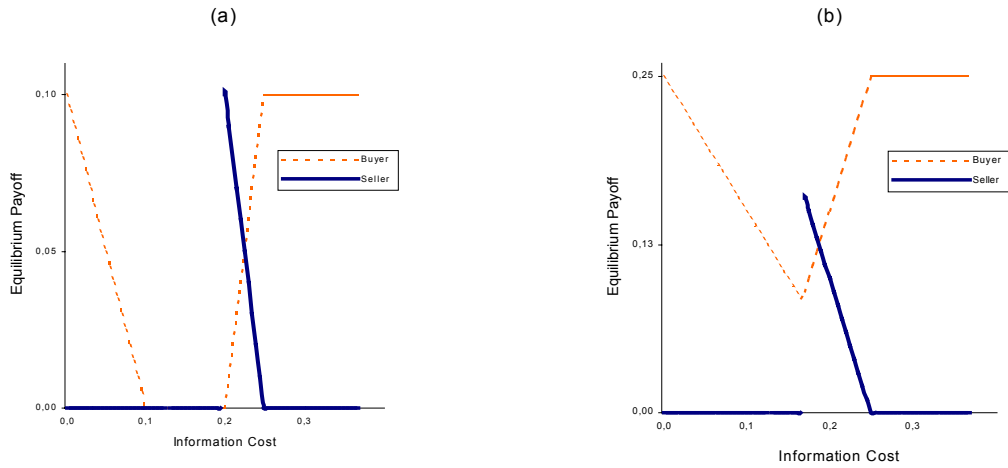 (a)
Equilibrium Payoff
0,10
0,05
0,00
0,0
0,1
0,2
0,3
Information Cost
Buyer
Seller
(b)
Equilibrium Payoff
0,25
0,13
0,00
0,0
0,1
0,2
0,3
Information Cost
Buyer
Seller